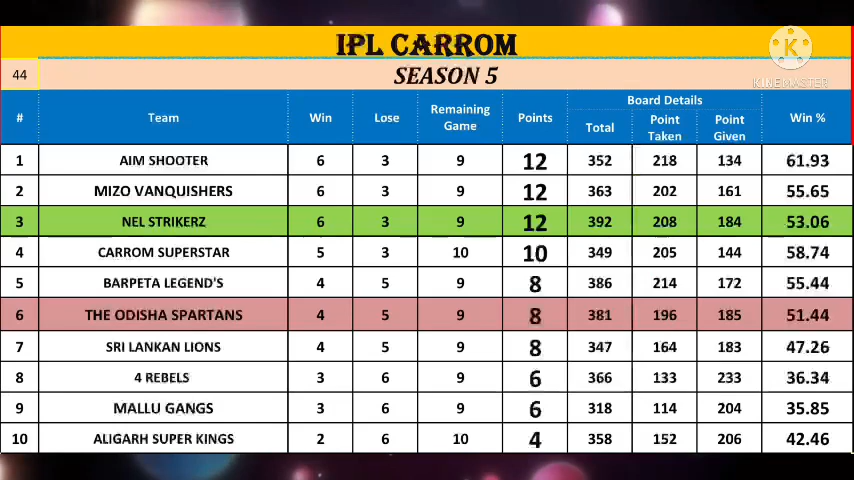 IPL CARROM
K
KINEMASTER
44 SEASON 5
# Team Win Lose Remaining Game Points Board Details Win %
Total Point Taken Point Given
1 AIM SHOOTER 6 3 9 12 352 218 134 61.93
2 MIZO VANQUISHERS 6 3 9 12 363 202 161 55.65
3 NEL STRIKERZ 6 3 9 12 392 208 184 53.06
4 CARROM SUPERSTAR 5 3 10 10 349 205 144 58.74
5 BARPETA LEGEND'S 4 5 9 8 386 214 172 55.44
6 THE ODISHA SPARTANS 4 5 9 8 381 196 185 51.44
7 SRI LANKAN LIONS 4 5 9 8 347 164 183 47.26
8 4 REBELS 3 6 9 6 366 133 233 36.34
9 MALLU GANGS 3 6 9 6 318 114 204 35.85
10 ALIGARH SUPER KINGS 2 6 10 4 358 152 206 42.46